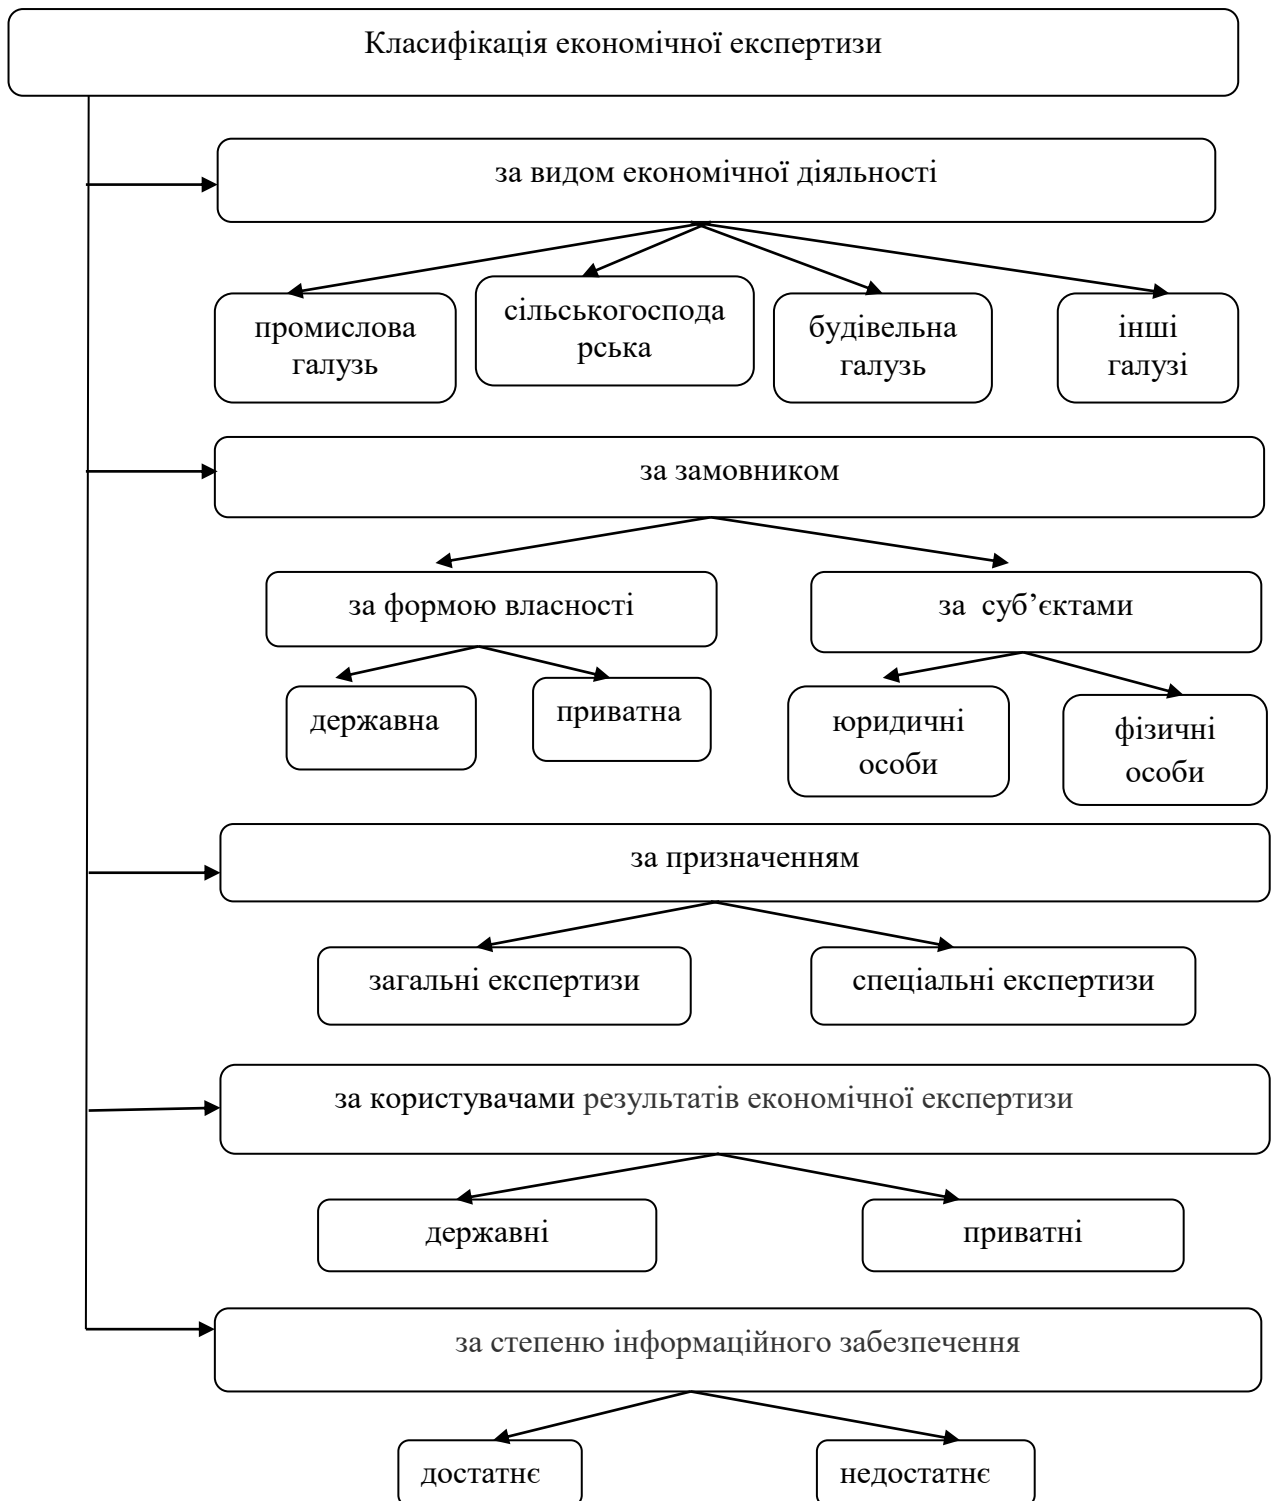 Класифікація економічної експертизи
за видом економічної діяльності
промислова
галузь
сільськогоспода
рська
будівельна
галузь
інші
галузі
за замовником
за формою власності
за суб’єктами
державна
приватна
юридичні
особи
фізичні
особи
за призначенням
загальні експертизи
спеціальні експертизи
за користувачами результатів економічної експертизи
державні
приватні
за степеню інформаційного забезпечення
достатнє
недостатнє